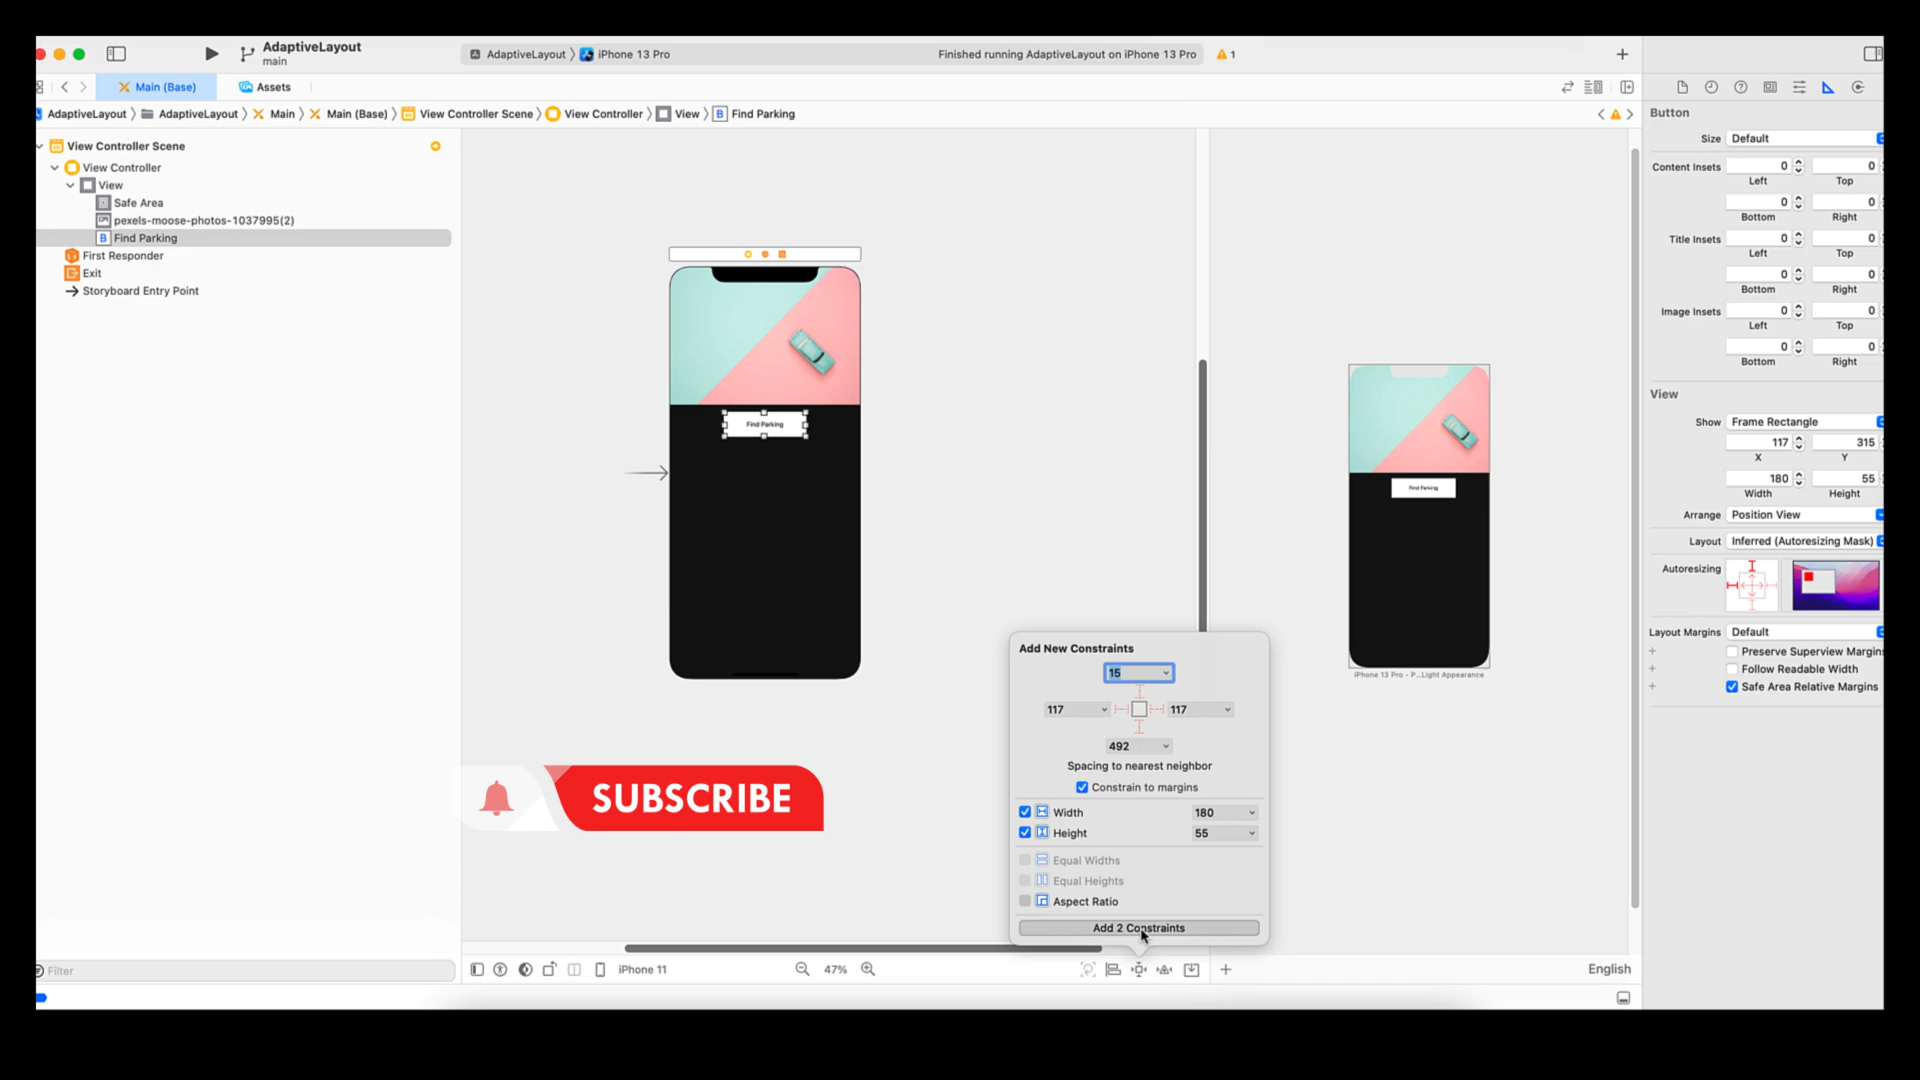 AdaptiveLayout
main
AdaptiveLayout 〉 iPhone 13 Pro
Finished running AdaptiveLayout on iPhone 13 Pro
1
Main (Base)
Assets
AdaptiveLayout 〉 AdaptiveLayout 〉 Main 〉 Main (Base) 〉 View Controller Scene 〉 View Controller 〉 View 〉 B Find Parking
View Controller Scene
View Controller
View
Safe Area
pexels-moose-photos-1037995(2)
B Find Parking
First Responder
Exit
Storyboard Entry Point
Find Parking
Find Parking
iPhone 13 Pro - P...Light Appearance
Add New Constraints
15
117
117
492
Spacing to nearest neighbor
Constrain to margins
Width 180
Height 55
Equal Widths
Equal Heights
Aspect Ratio
Add 2 Constraints
SUBSCRIBE
Filter
iPhone 11
47%
English
Button
Size Default
Content Insets 0 0
Left Top
0 0
Bottom Right
Title Insets 0 0
Left Top
0 0
Bottom Right
Image Insets 0 0
Left Top
0 0
Bottom Right
View
Show Frame Rectangle
117 315
X Y
180 55
Width Height
Arrange Position View
Layout Inferred (Autoresizing Mask)
Autoresizing
Layout Margins Default
Preserve Superview Margins
Follow Readable Width
Safe Area Relative Margins